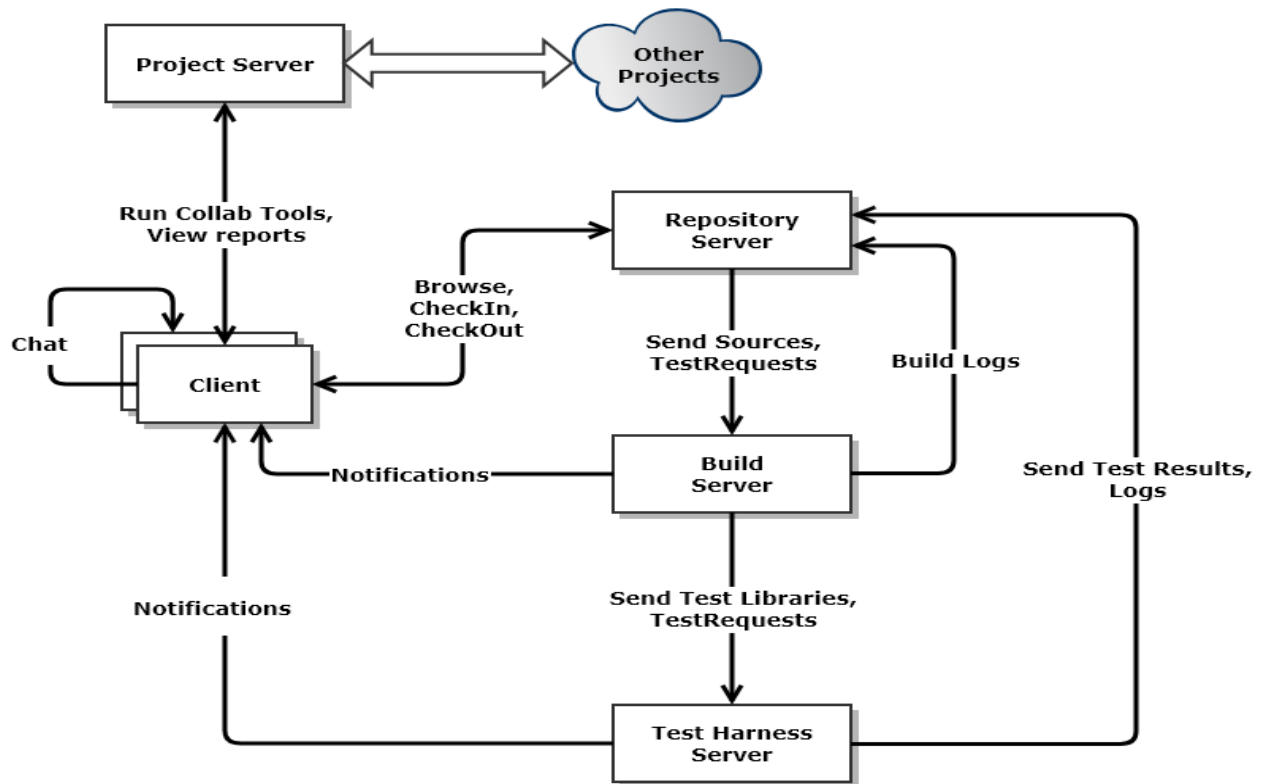 Project Server
Other
Projects
Run Collab Tools,
View reports
Repository
Server
Browse,
CheckIn,
CheckOut
Chat
Client
Send Sources,
TestRequests
Build Logs
Notifications
Build
Server
Send Test Results,
Logs
Notifications
Send Test Libraries,
TestRequests
Test Harness
Server